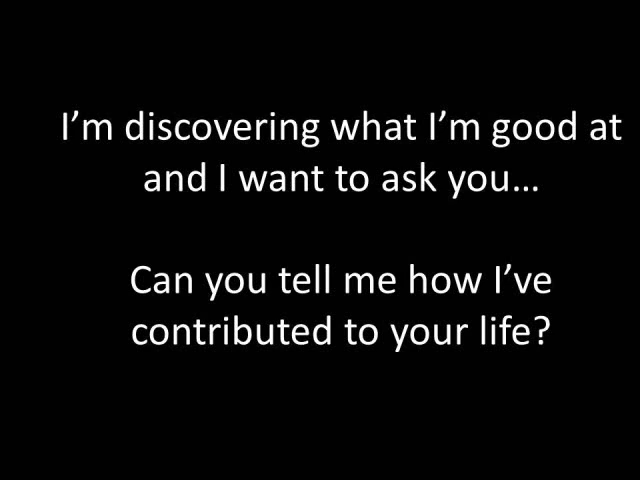 I’m discovering what I’m good at
and I want to ask you…
Can you tell me how I’ve
contributed to your life?